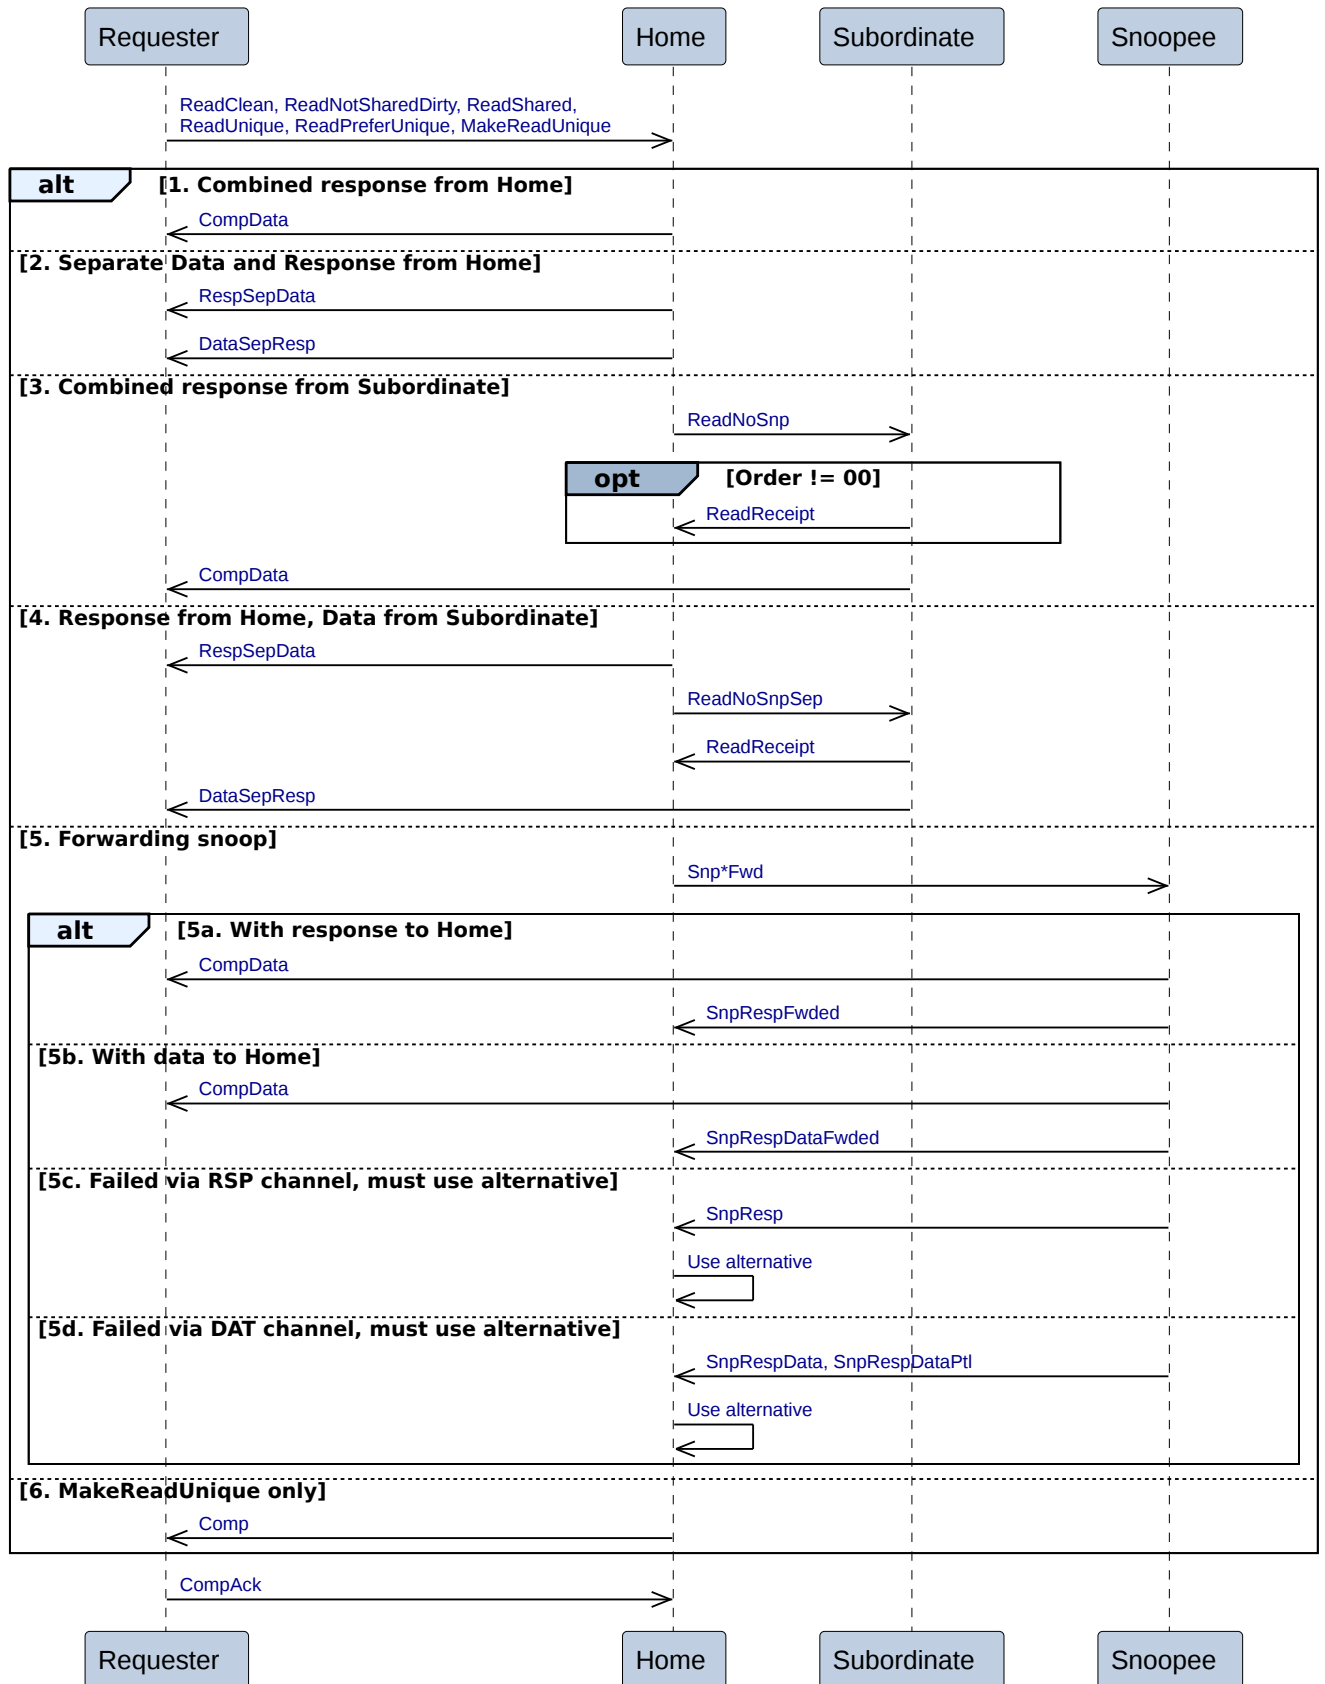 Requester Home Subordinate Snoopee
ReadClean, ReadNotSharedDirty, ReadShared,
ReadUnique, ReadPreferUnique, MakeReadUnique
alt [1. Combined response from Home]
CompData
[2. Separate Data and Response from Home]
RespSepData
DataSepResp
[3. Combined response from Subordinate]
ReadNoSnp
opt [Order != 00]
ReadReceipt
CompData
[4. Response from Home, Data from Subordinate]
RespSepData
ReadNoSnpSep
ReadReceipt
DataSepResp
[5. Forwarding snoop]
Snp*Fwd
alt [5a. With response to Home]
CompData
SnpRespFwded
[5b. With data to Home]
CompData
SnpRespDataFwded
[5c. Failed via RSP channel, must use alternative]
SnpResp
Use alternative
[5d. Failed via DAT channel, must use alternative]
SnpRespData, SnpRespDataPtl
Use alternative
[6. MakeReadUnique only]
Comp
CompAck
Requester Home Subordinate Snoopee